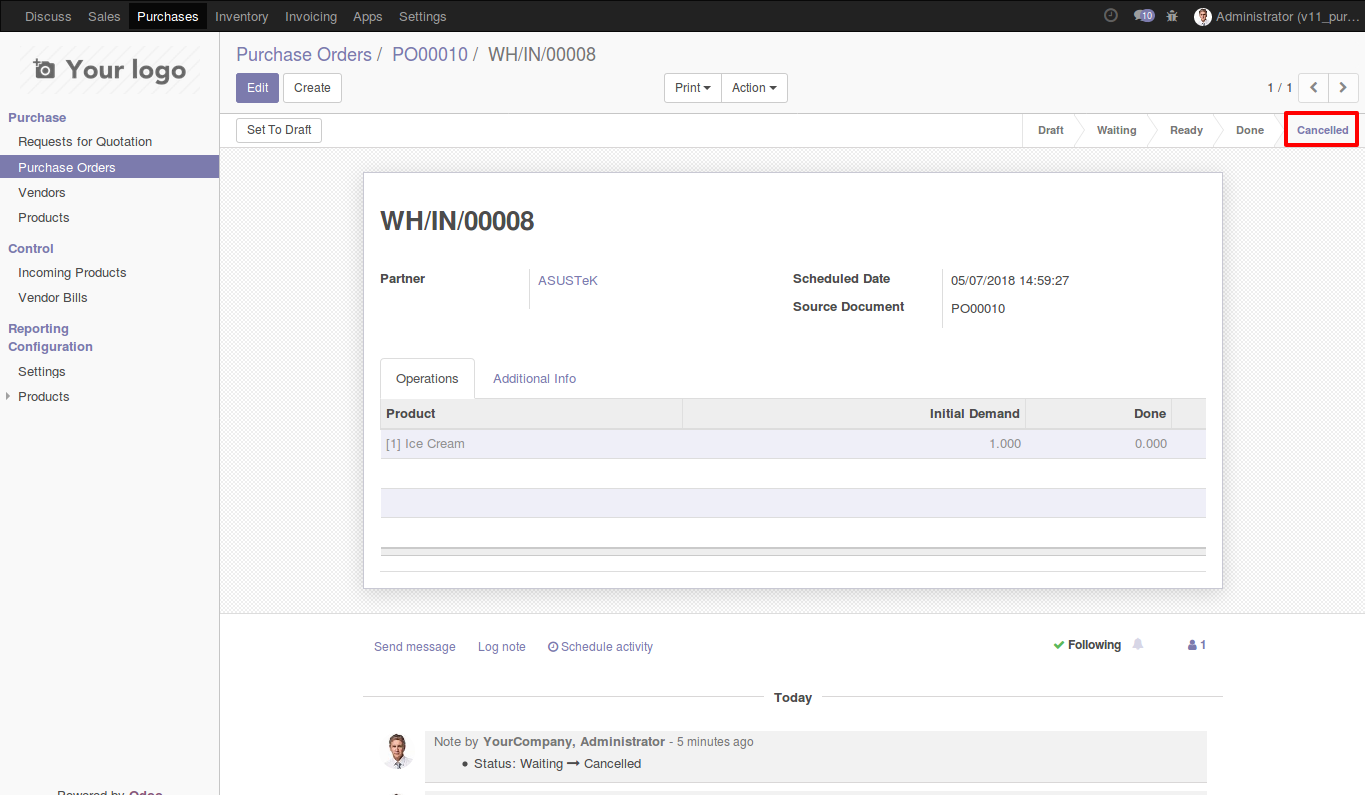 Discuss Sales Purchases Inventory Invoicing Apps Settings 10 Administrator (v11_pur…
Your logo
Purchase
Requests for Quotation
Purchase Orders
Vendors
Products
Control
Incoming Products
Vendor Bills
Reporting
Configuration
Settings
Products
Powered by Odoo
Purchase Orders / PO00010 / WH/IN/00008
Edit Create Print Action 1 / 1
Set To Draft Draft Waiting Ready Done Cancelled
WH/IN/00008
Partner ASUSTeK Scheduled Date 05/07/2018 14:59:27
Source Document PO00010
Operations Additional Info
Product Initial Demand Done
[1] Ice Cream 1.000 0.000
Send message Log note Schedule activity Following 1
Today
Note by YourCompany, Administrator - 5 minutes ago
• Status: Waiting → Cancelled